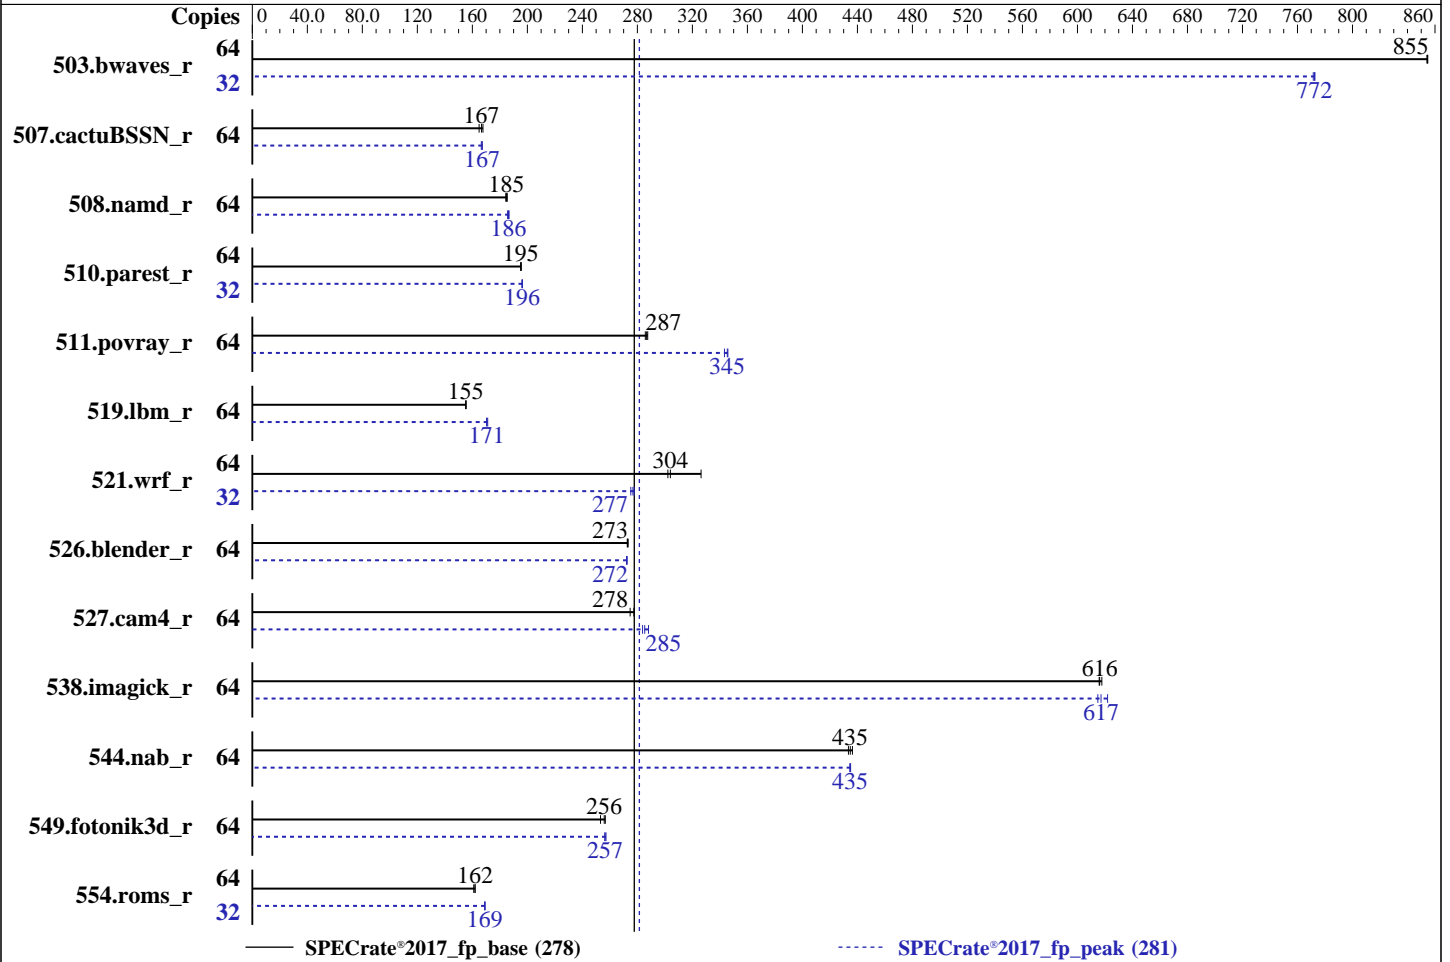 Copies 0 40.0 80.0 120 160 200 240 280 320 360 400 440 480 520 560 600 640 680 720 760 800 860
503.bwaves_r 64 855
32 772
507.cactuBSSN_r 64 167
167
508.namd_r 64 185
186
510.parest_r 64 195
32 196
511.povray_r 64 287
345
519.lbm_r 64 155
171
521.wrf_r 64 304
32 277
526.blender_r 64 273
272
527.cam4_r 64 278
285
538.imagick_r 64 616
617
544.nab_r 64 435
435
549.fotonik3d_r 64 256
257
554.roms_r 64 162
32 169
SPECrate®2017_fp_base (278) SPECrate®2017_fp_peak (281)